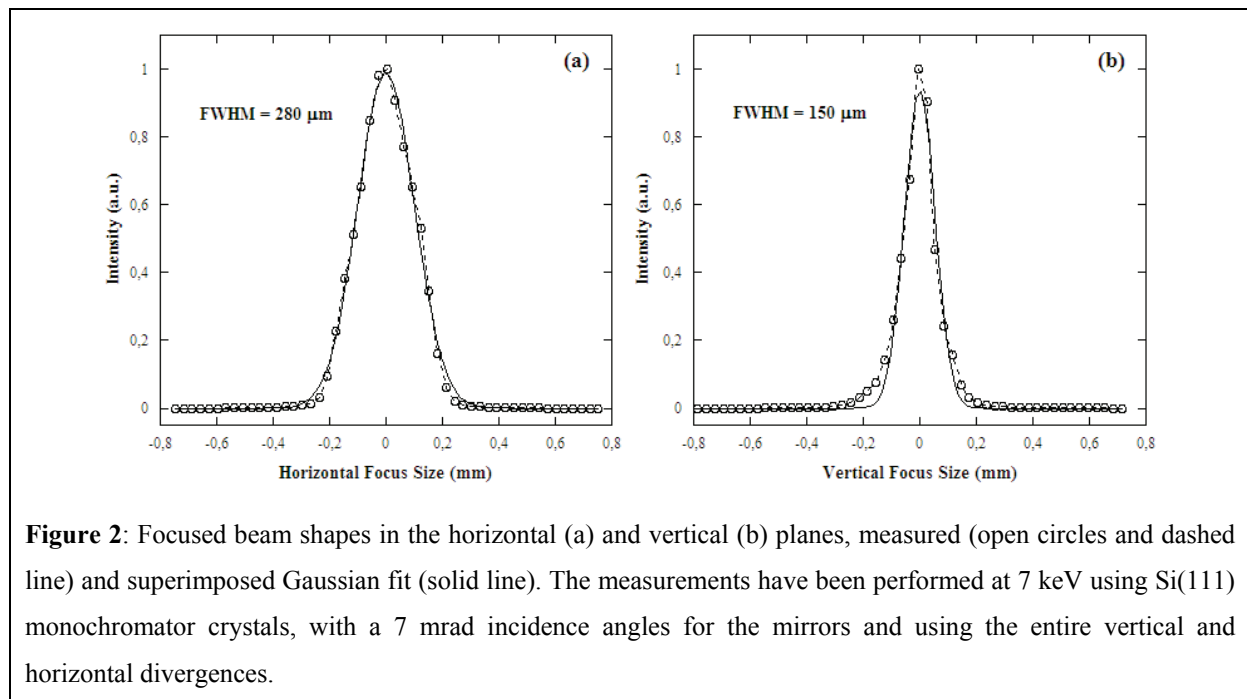 (a)
FWHM = 280 μm
Intensity (a.u.)
1
0,8
0,6
0,4
0,2
0
-0,8 -0,6 -0,4 -0,2 0 0,2 0,4 0,6 0,8
Horizontal Focus Size (mm)
(b)
FWHM = 150 μm
Intensity (a.u.)
1
0,8
0,6
0,4
0,2
0
-0,8 -0,6 -0,4 -0,2 0 0,2 0,4 0,6 0,8
Vertical Focus Size (mm)
Figure 2: Focused beam shapes in the horizontal (a) and vertical (b) planes, measured (open circles and dashed
line) and superimposed Gaussian fit (solid line). The measurements have been performed at 7 keV using Si(111)
monochromator crystals, with a 7 mrad incidence angles for the mirrors and using the entire vertical and
horizontal divergences.